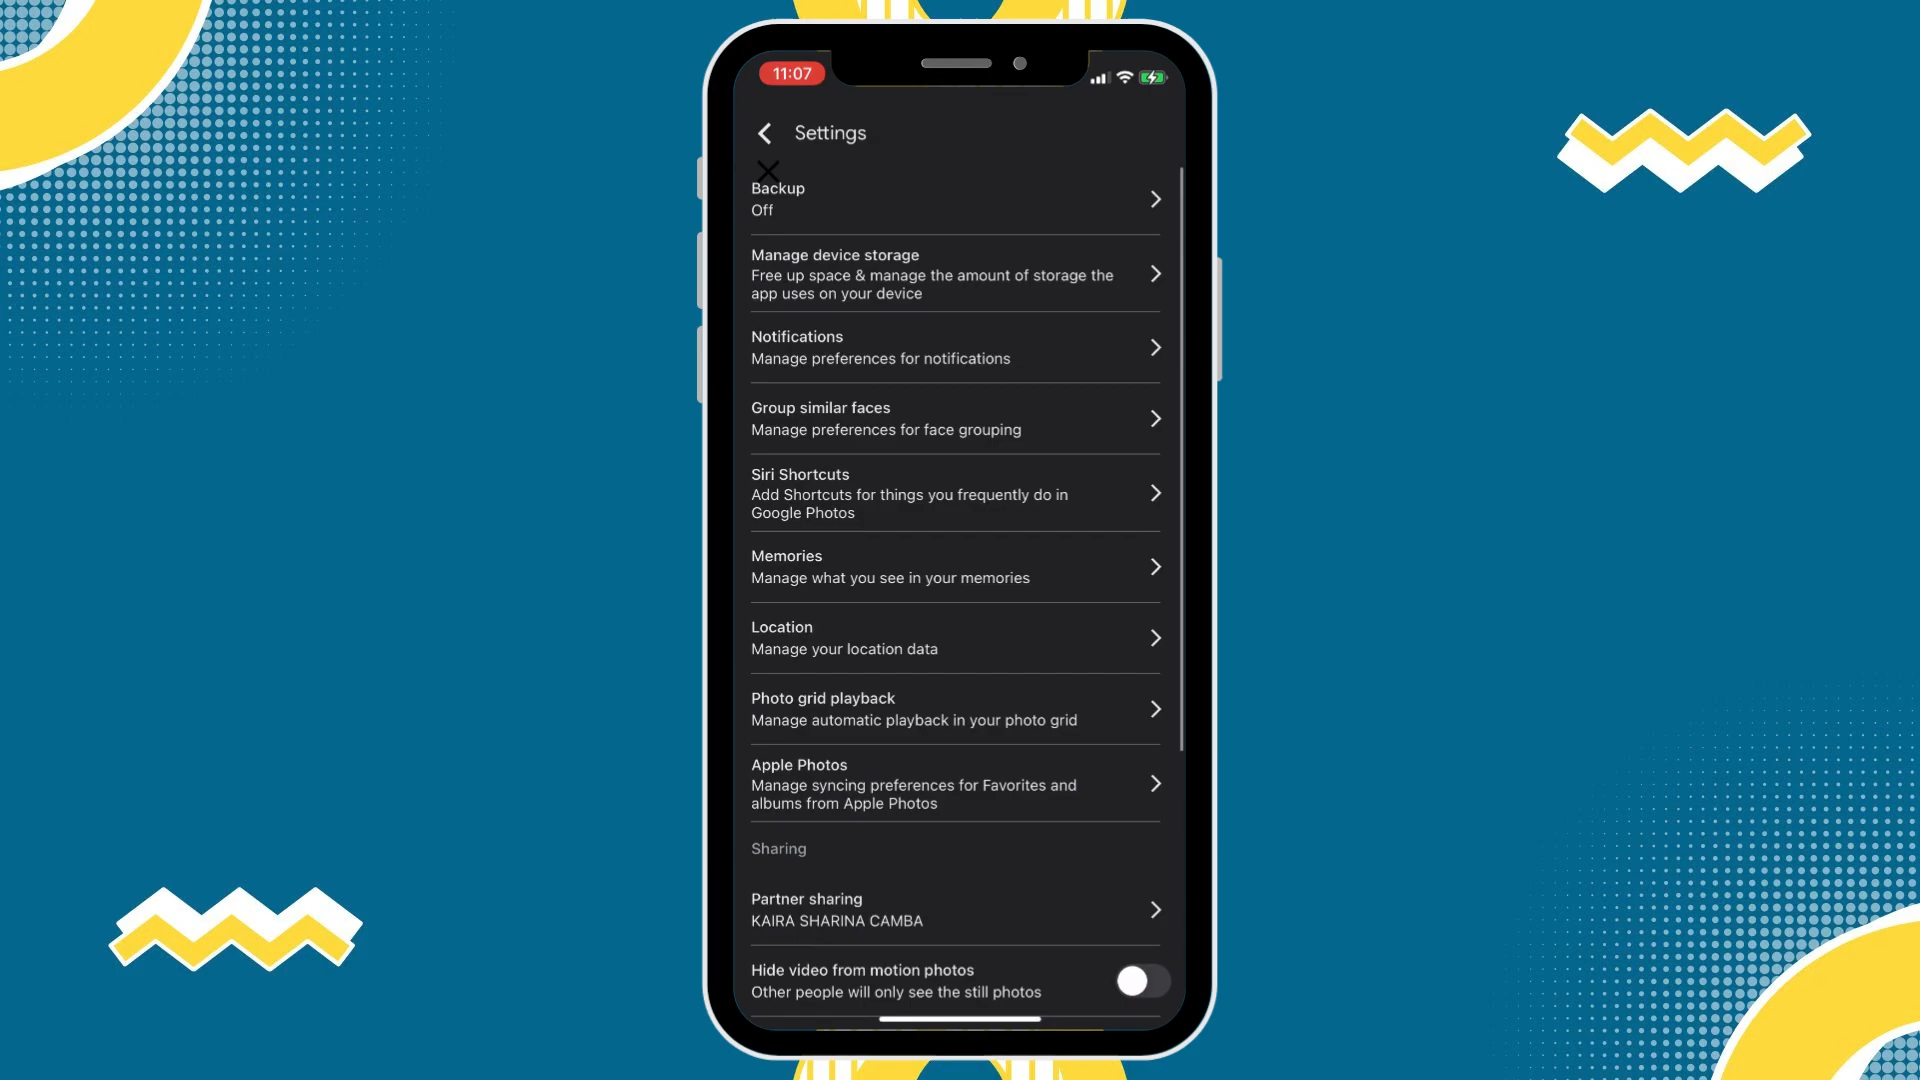 11:07
Settings
Backup
Off
Manage device storage
Free up space & manage the amount of storage the
app uses on your device
Notifications
Manage preferences for notifications
Group similar faces
Manage preferences for face grouping
Siri Shortcuts
Add Shortcuts for things you frequently do in
Google Photos
Memories
Manage what you see in your memories
Location
Manage your location data
Photo grid playback
Manage automatic playback in your photo grid
Apple Photos
Manage syncing preferences for Favorites and
albums from Apple Photos
Sharing
Partner sharing
KAIRA SHARINA CAMBA
Hide video from motion photos
Other people will only see the still photos